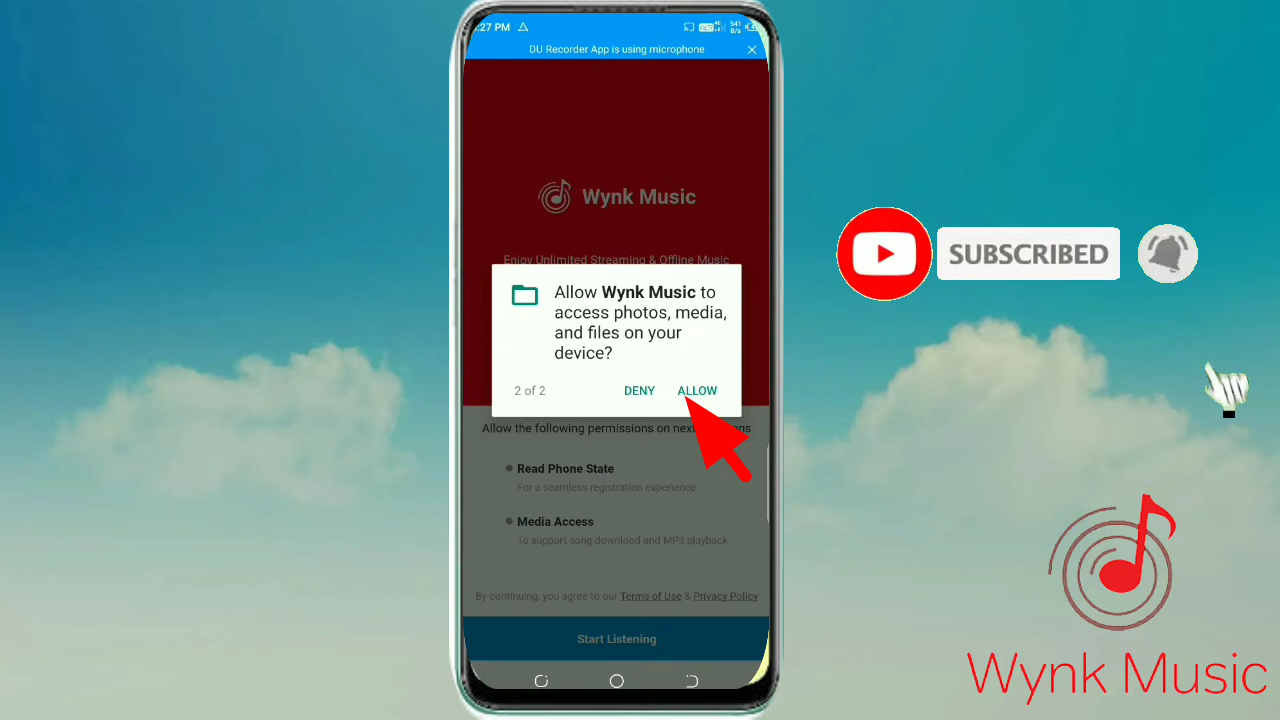 :27 PM
541
B/s
DU Recorder App is using microphone
Wynk Music
Enjoy Unlimited Streaming & Offline Music
Allow Wynk Music to
access photos, media,
and files on your
device?
2 of 2
DENY
ALLOW
Allow the following permissions on next
Read Phone State
For a seamless registration experience
Media Access
To support song download and MP3 playback
By continuing, you agree to our Terms of Use & Privacy Policy
Start Listening
SUBSCRIBED
Wynk Music